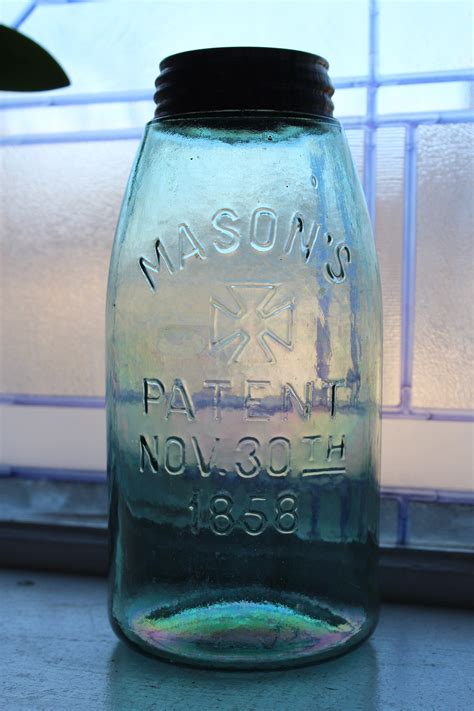 MASON'S
PATENT
NOV. 30TH
1858